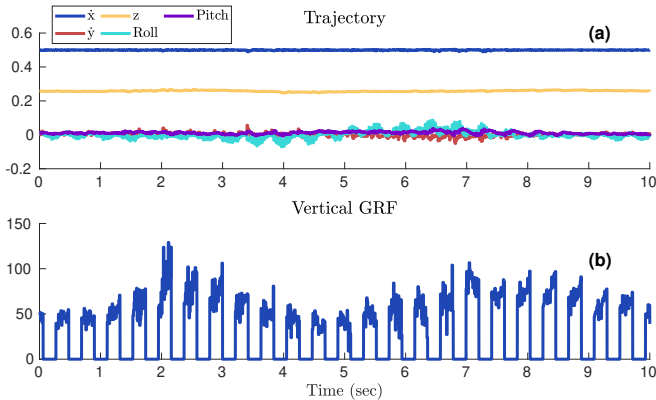 Trajectory
ẋ z Pitch
ẏ Roll
(a)
0.6
0.4
0.2
0
-0.2
0 1 2 3 4 5 6 7 8 9 10
Vertical GRF
(b)
150
100
50
0
0 1 2 3 4 5 6 7 8 9 10
Time (sec)